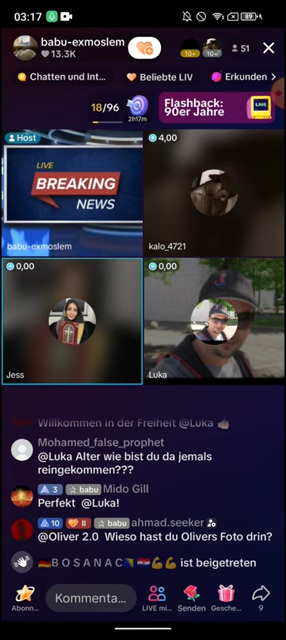 03:17
89%
babu-exmoslem
13.3K
10+
10+
51
Chatten und Int...
Beliebte LIV
Erkunden
18/96
2h17m
Flashback:
90er Jahre
LIVE
Host
4,00
LIVE
BREAKING
NEWS
babu-exmoslem
kalo_4721
0,00
0,00
Jess
Luka
Willkommen in der Freiheit @Luka
Mohamed_false_prophet
@Luka Alter wie bist du da jemals
reingekommen???
3 babu Mido Gill
Perfekt @Luka!
10 II babu ahmad.seeker
@Oliver 2.0 Wieso hast du Olivers Foto drin?
B O S A N A C ist beigetreten
Abonn...
Kommenta...
LIVE mi...
Senden
Gesche...
9